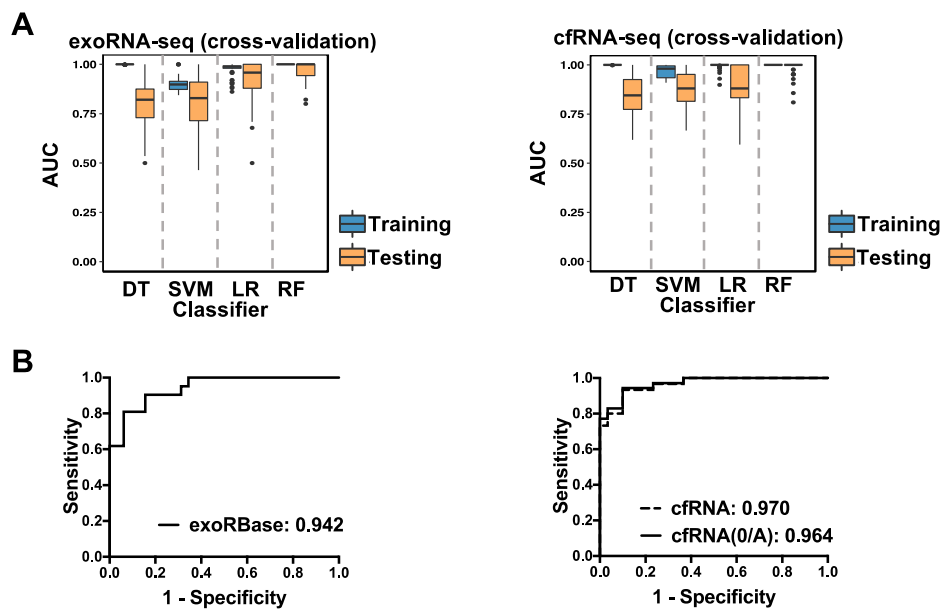 A
exoRNA-seq (cross-validation)
1.00
0.75
0.50
0.25
0.00
AUC
DT SVM LR RF
Classifier
Training
Testing
cfRNA-seq (cross-validation)
1.00
0.75
0.50
0.25
0.00
AUC
DT SVM LR RF
Classifier
Training
Testing
B
1.0
0.8
0.6
0.4
0.2
0.0
Sensitivity
exoRBase: 0.942
0.0 0.2 0.4 0.6 0.8 1.0
1 - Specificity
1.0
0.8
0.6
0.4
0.2
0.0
Sensitivity
cfRNA: 0.970
cfRNA(0/A): 0.964
0.0 0.2 0.4 0.6 0.8 1.0
1 - Specificity